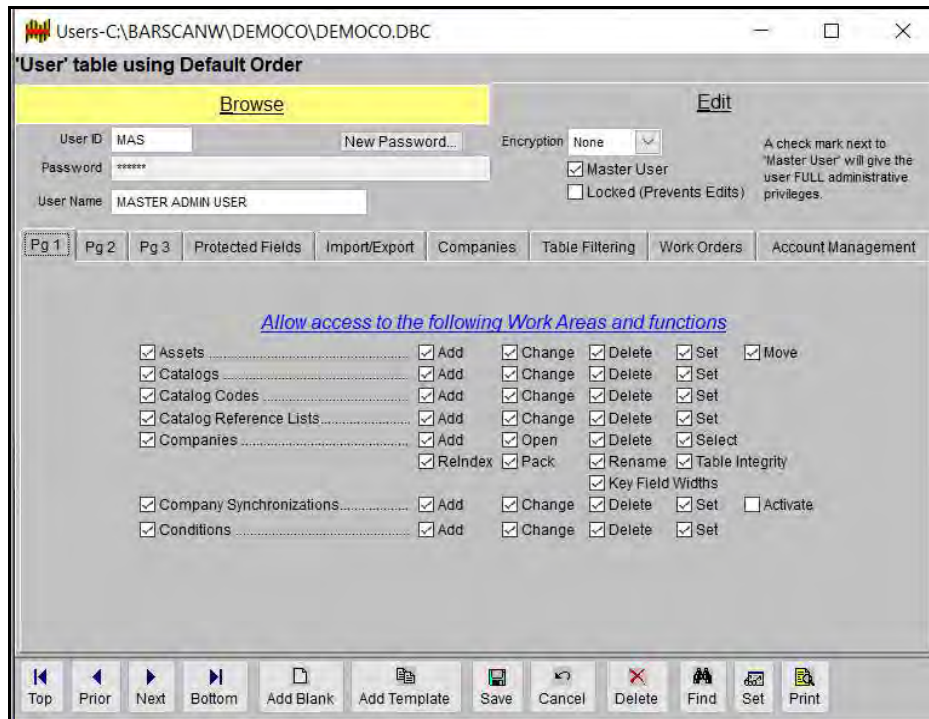 Users-C:\BARSCANW\DEMOCO\DEMOCO.DBC
'User' table using Default Order
Browse Edit
User ID MAS New Password... Encryption None
Password ****** Master User
Locked (Prevents Edits)
User Name MASTER ADMIN USER
A check mark next to
'Master User' will give the
user FULL administrative
privileges.
Pg 1 Pg 2 Pg 3 Protected Fields Import/Export Companies Table Filtering Work Orders Account Management
Allow access to the following Work Areas and functions
Assets Add Change Delete Set Move
Catalogs Add Change Delete Set
Catalog Codes Add Change Delete Set
Catalog Reference Lists Add Change Delete Set
Companies Add Open Delete Select
ReIndex Pack Rename Table Integrity
Key Field Widths
Company Synchronizations Add Change Delete Set Activate
Conditions Add Change Delete Set
Top Prior Next Bottom Add Blank Add Template Save Cancel Delete Find Set Print